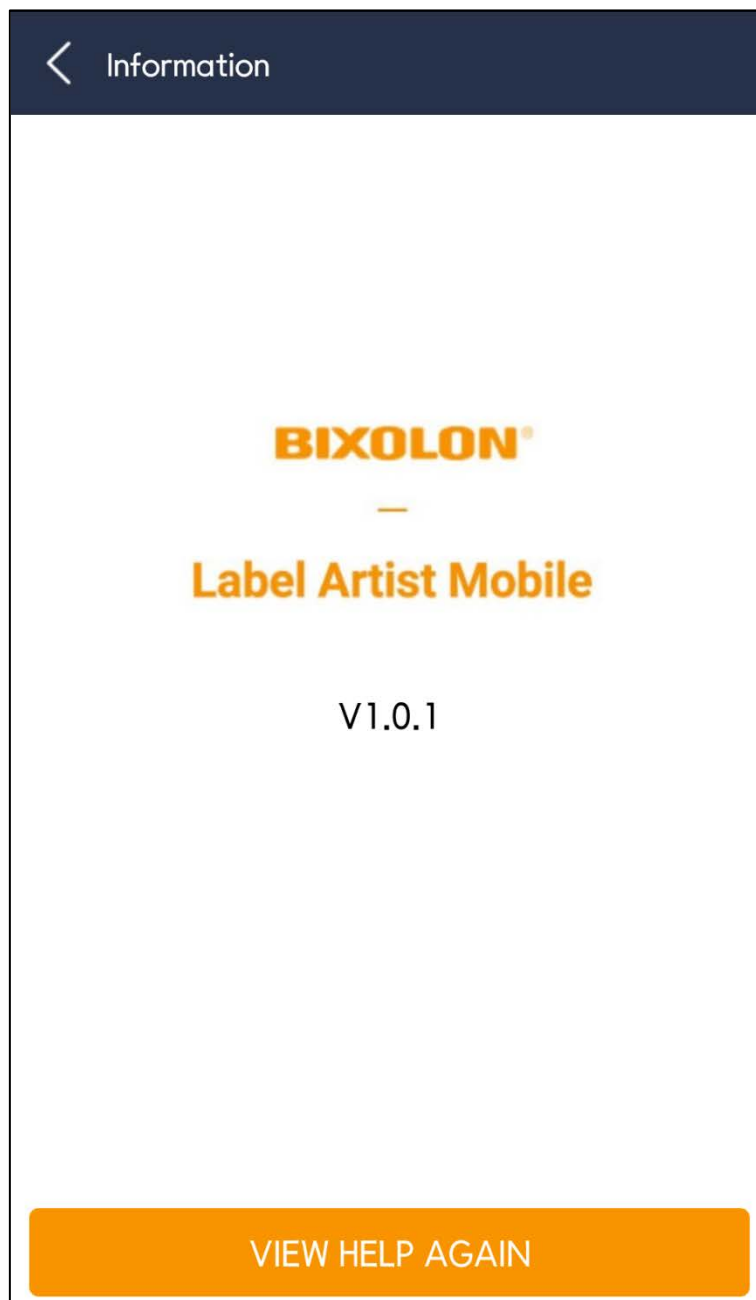 Information
BIXOLON®
Label Artist Mobile
V1.0.1
VIEW HELP AGAIN